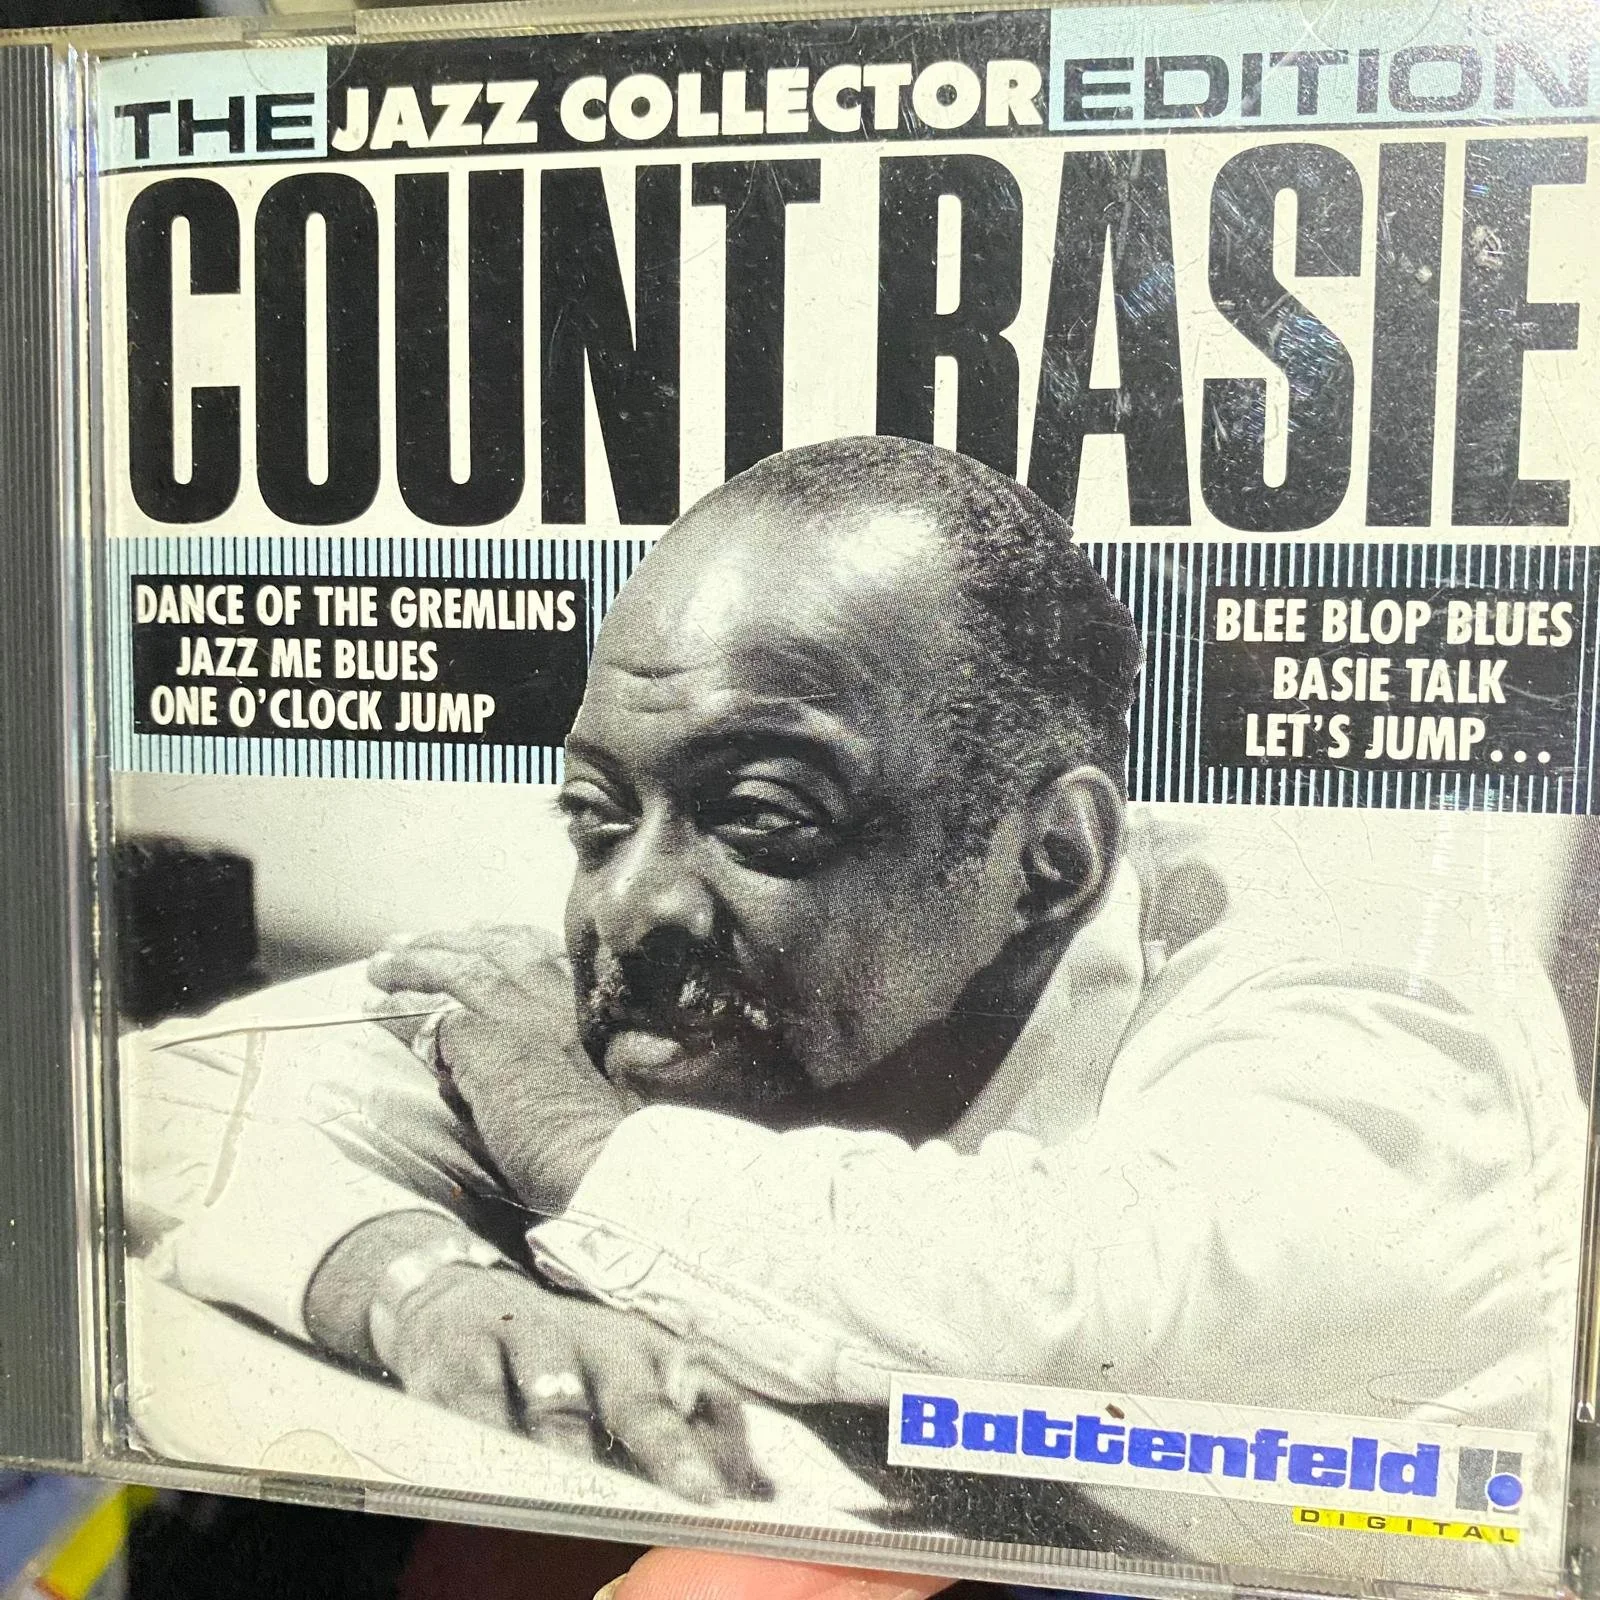 THE JAZZ COLLECTOR EDITION
COUNT BASIE
DANCE OF THE GREMLINS
JAZZ ME BLUES
ONE O'CLOCK JUMP
BLEE BLOP BLUES
BASIE TALK
LET'S JUMP...
Battenfeld
DIGITAL